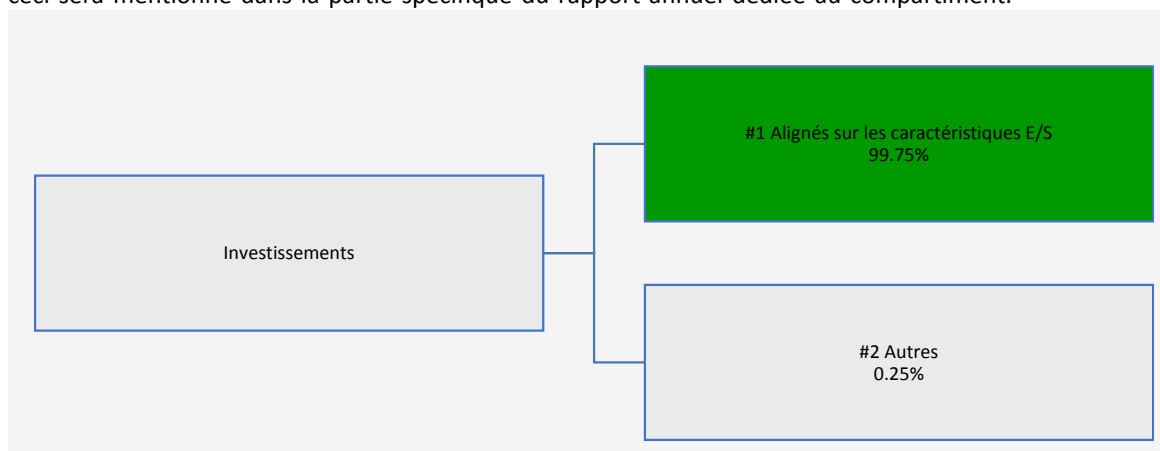 ceci sera mentionné dans la partie spécifique du rapport annuel dédiée au compartiment.
#1 Alignés sur les caractéristiques E/S
99.75%
Investissements
#2 Autres
0.25%